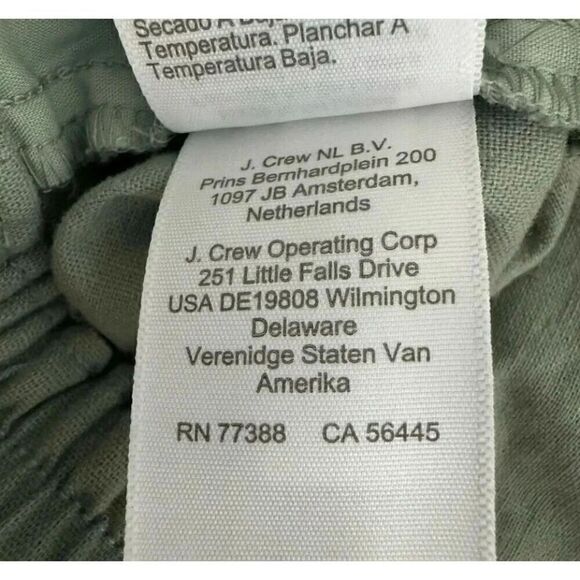 Secado A Baja
Temperatura. Planchar A
Temperatura Baja.
J. Crew NL B.V.
Prins Bernhardplein 200
1097 JB Amsterdam,
Netherlands
J. Crew Operating Corp
251 Little Falls Drive
USA DE19808 Wilmington
Delaware
Verenidge Staten Van
Amerika
RN 77388 CA 56445